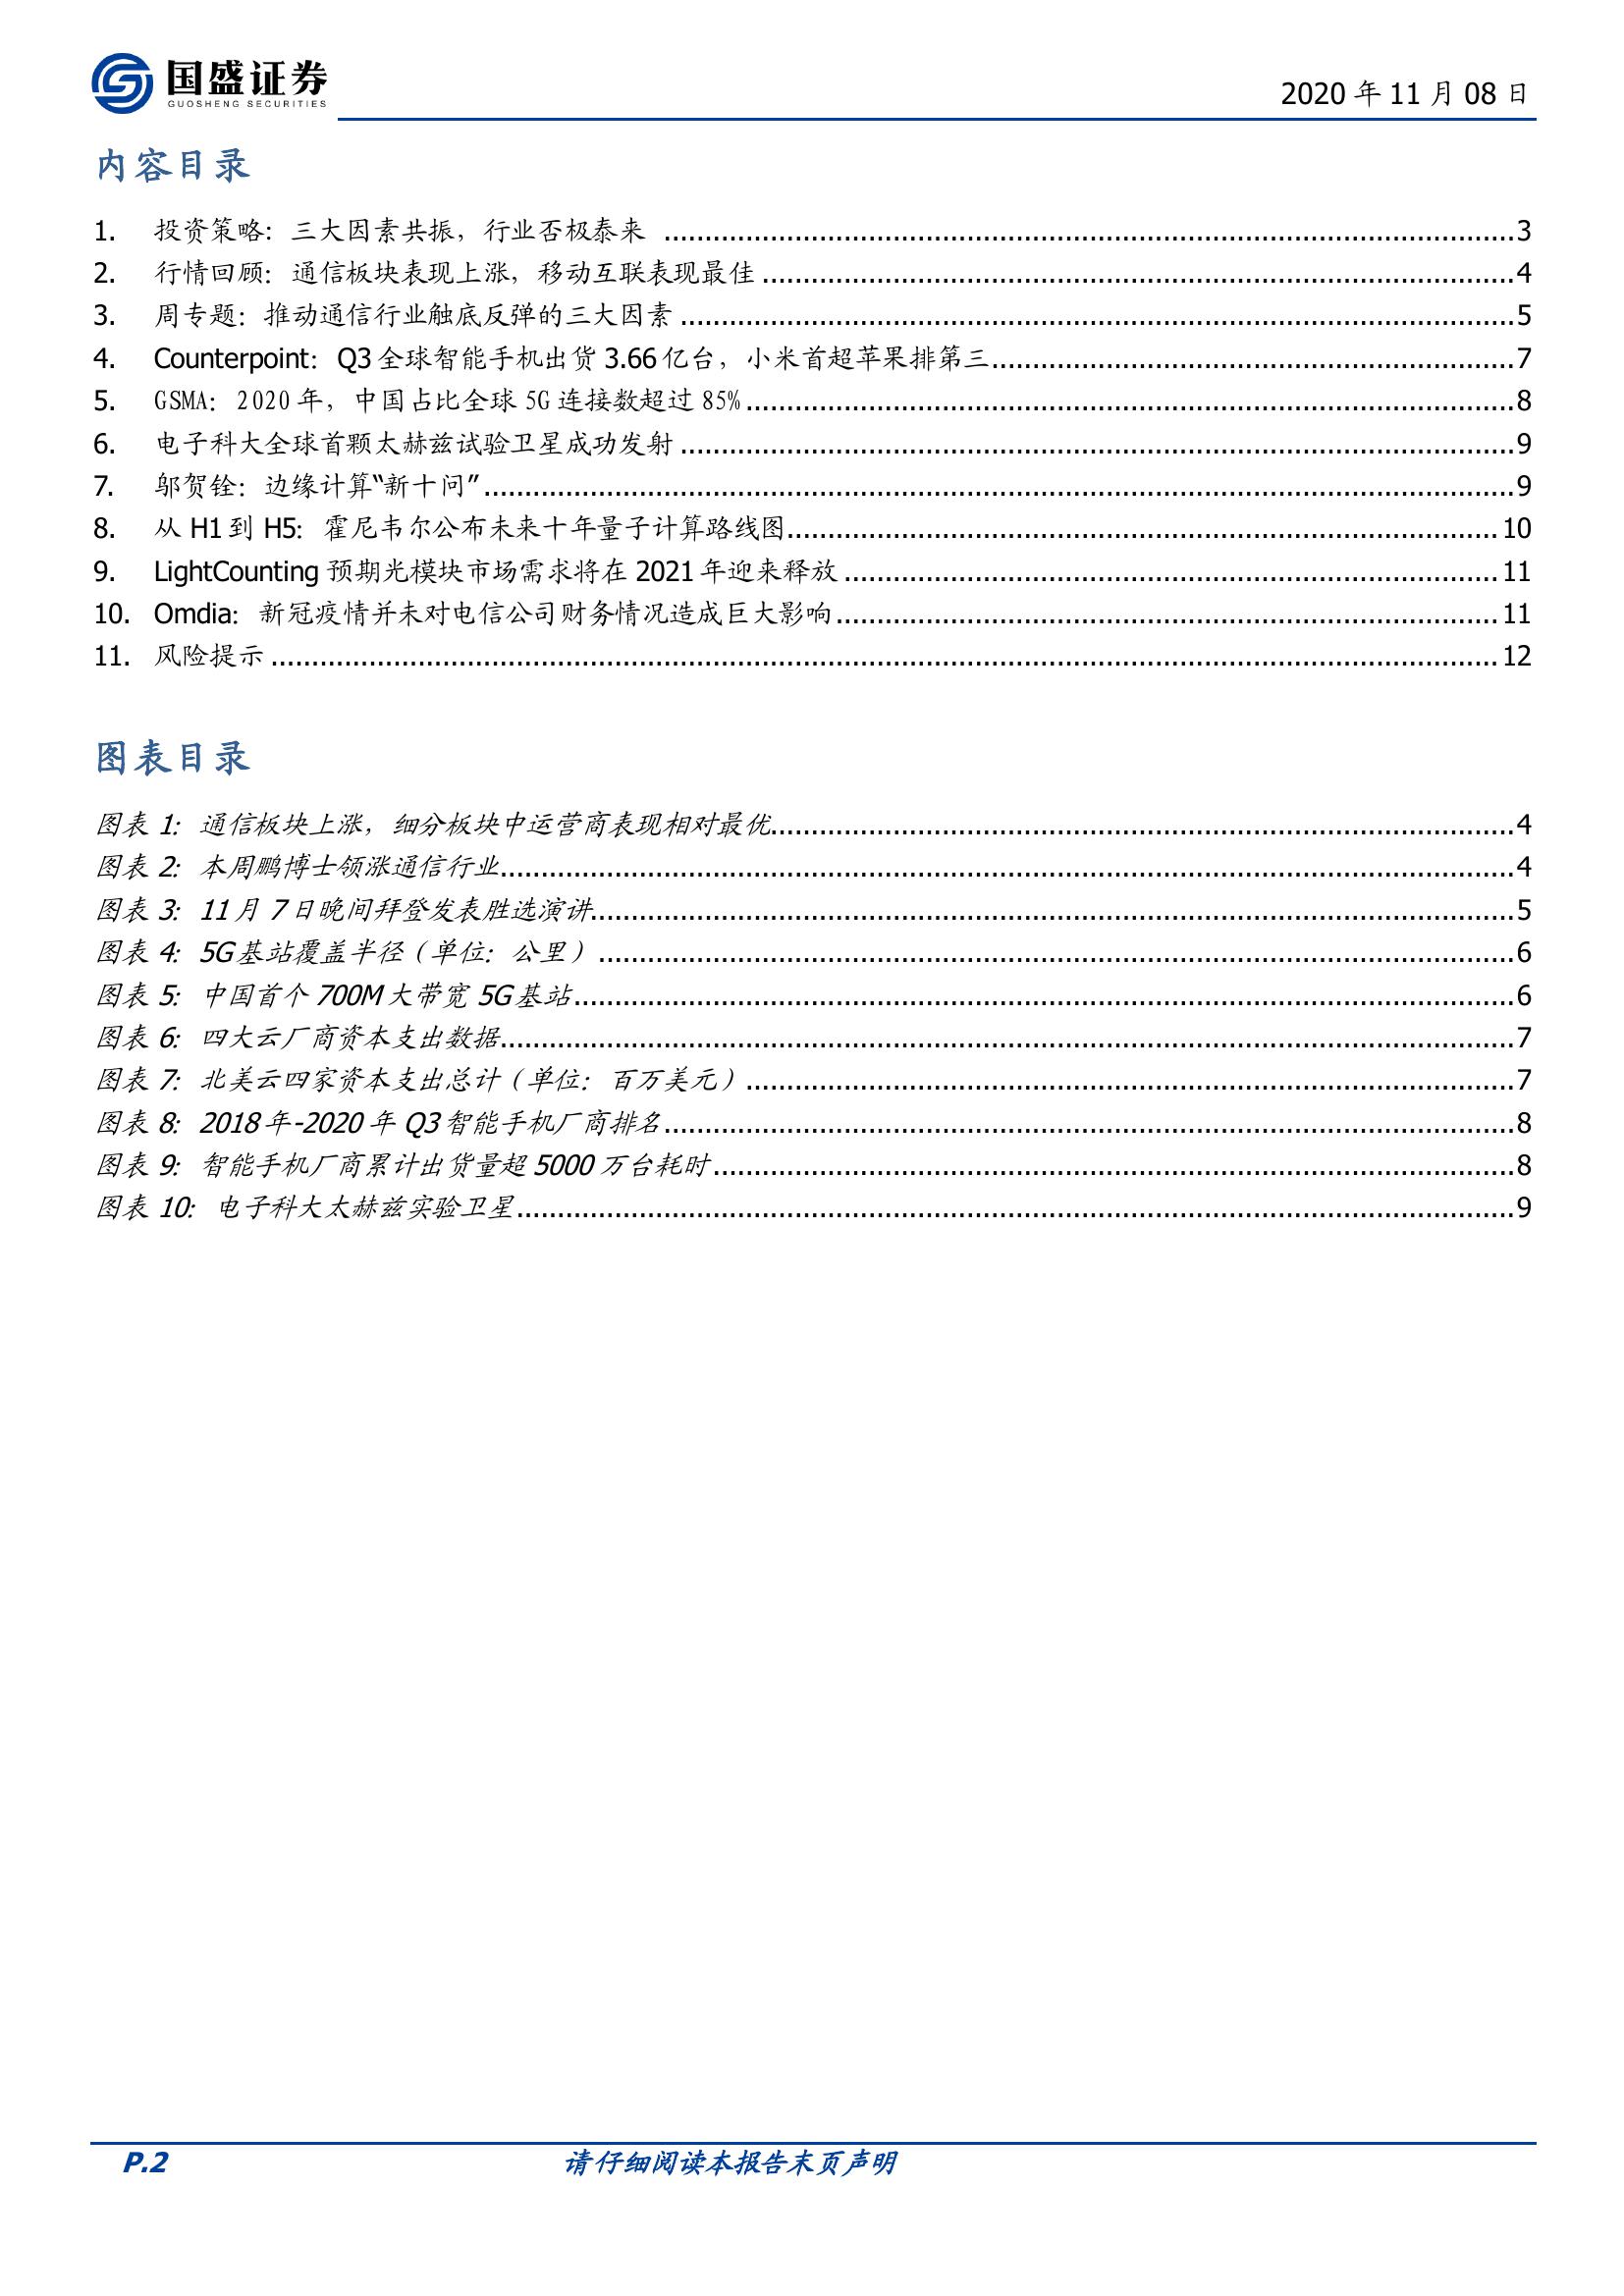 国盛证券
GUOSHENG SECURITIES
2020 年 11 月 08 日
内容目录
1. 投资策略：三大因素共振，行业否极泰来 ........ 3
2. 行情回顾：通信板块表现上涨，移动互联表现最佳 ........ 4
3. 周专题：推动通信行业触底反弹的三大因素 ........ 5
4. Counterpoint：Q3 全球智能手机出货 3.66 亿台，小米首超苹果排第三 ........ 7
5. GSMA：2020 年，中国占比全球 5G 连接数超过 85% ........ 8
6. 电子科大全球首颗太赫兹试验卫星成功发射 ........ 9
7. 邬贺铨：边缘计算“新十问” ........ 9
8. 从 H1 到 H5：霍尼韦尔公布未来十年量子计算路线图 ........ 10
9. LightCounting 预期光模块市场需求将在 2021 年迎来释放 ........ 11
10. Omdia：新冠疫情并未对电信公司财务情况造成巨大影响 ........ 11
11. 风险提示 ........ 12
图表目录
图表 1：通信板块上涨，细分板块中运营商表现相对最优 ........ 4
图表 2：本周鹏博士领涨通信行业 ........ 4
图表 3：11 月 7 日晚间拜登发表胜选演讲 ........ 5
图表 4：5G 基站覆盖半径（单位：公里） ........ 6
图表 5：中国首个 700M 大带宽 5G 基站 ........ 6
图表 6：四大云厂商资本支出数据 ........ 7
图表 7：北美云四家资本支出总计（单位：百万美元） ........ 7
图表 8：2018 年-2020 年 Q3 智能手机厂商排名 ........ 8
图表 9：智能手机厂商累计出货量超 5000 万台耗时 ........ 8
图表 10：电子科大太赫兹实验卫星 ........ 9
P.2 请仔细阅读本报告末页声明